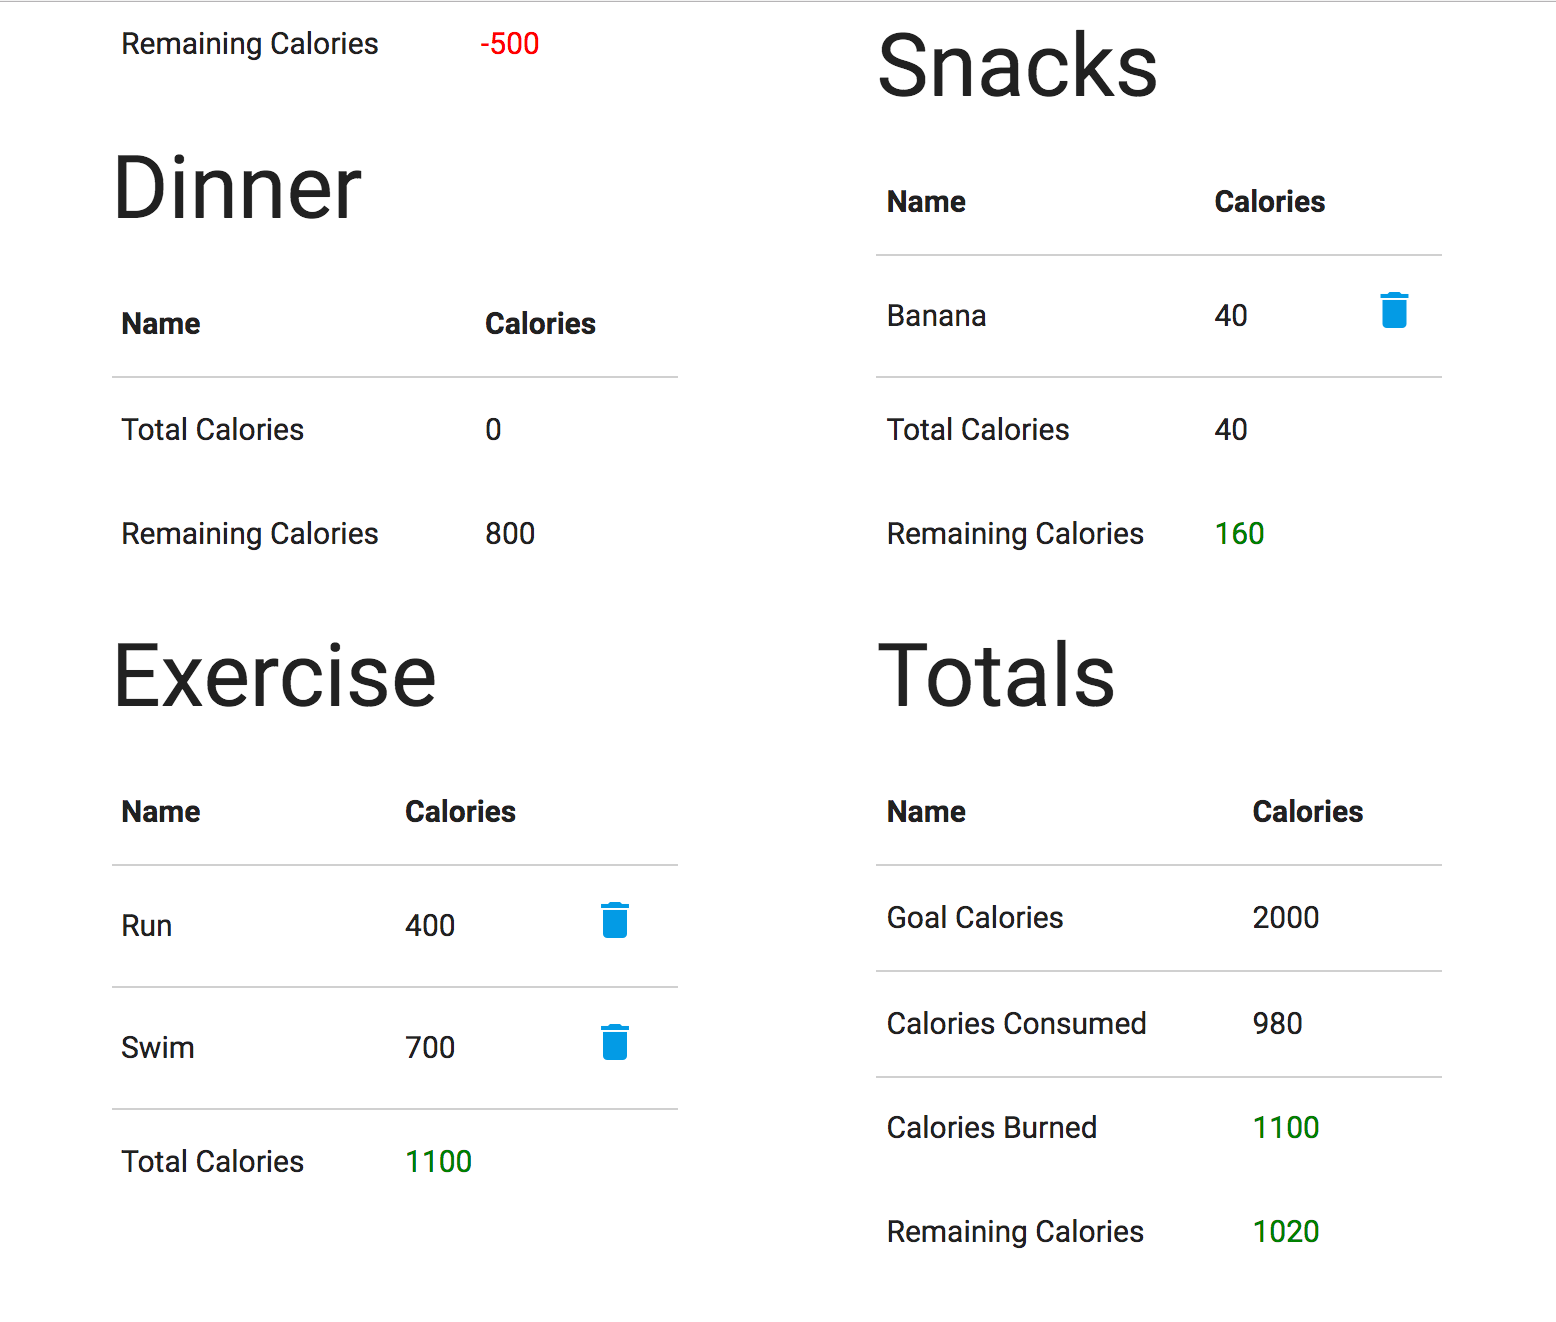 Remaining Calories -500
Dinner
Name Calories
Total Calories 0
Remaining Calories 800
Exercise
Name Calories
Run 400
Swim 700
Total Calories 1100
Snacks
Name Calories
Banana 40
Total Calories 40
Remaining Calories 160
Totals
Name Calories
Goal Calories 2000
Calories Consumed 980
Calories Burned 1100
Remaining Calories 1020